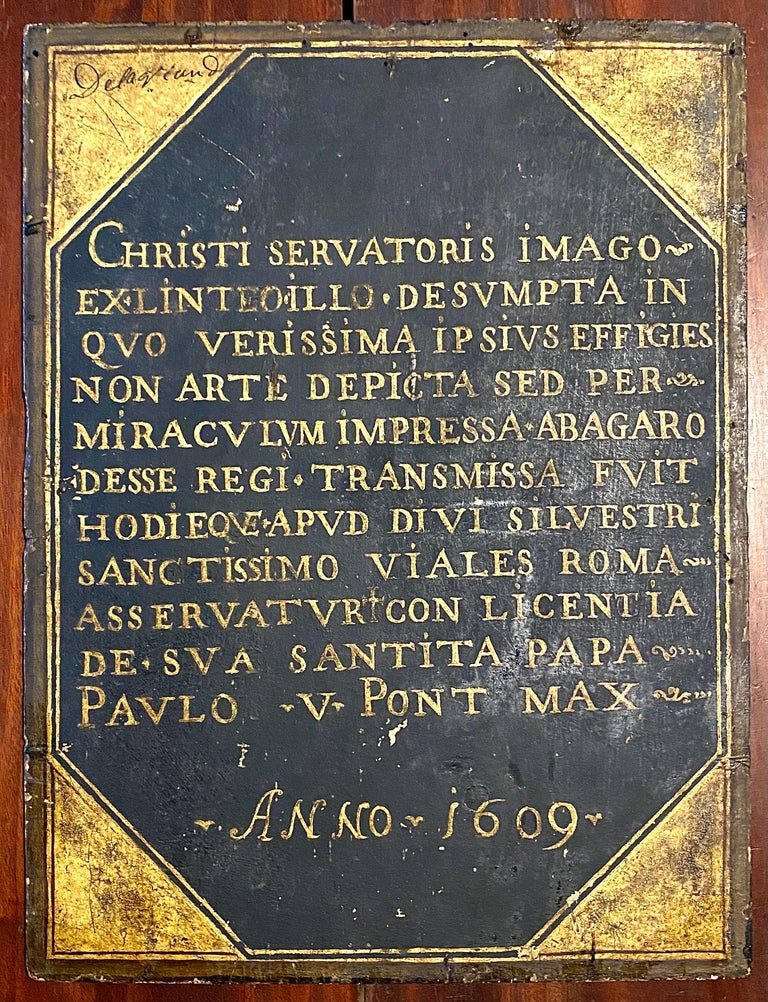 CHRISTI SERVATORIS IMAGO
EX·LINTEO·ILLO·DESVMPTA IN
QVO VERISSIMA IPSIVS EFFIGIES
NON ARTE DEPICTA SED PER
MIRACVLVM IMPRESSA·ABAGARO
DESSE REGI·TRANSMISSA FVIT
HODIEQVE·APVD DIVI SILVESTRI
SANCTISSIMO VIALES ROMA
ASSERVATVR†CON LICENTIA
DE·SVA SANTITA PAPA
PAVLO ·V· PONT MAX
·ANNO·1609·